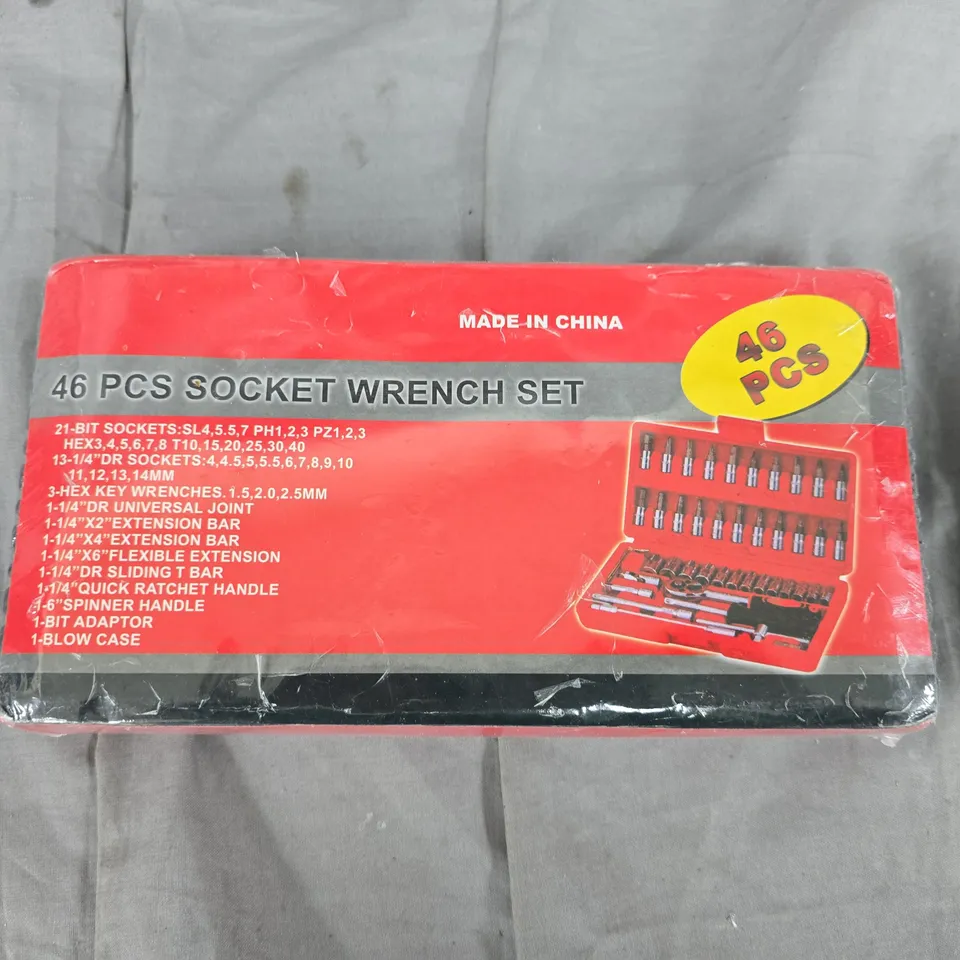 MADE IN CHINA
46
PCS
46 PCS SOCKET WRENCH SET
21-BIT SOCKETS:SL4,5.5,7 PH1,2,3 PZ1,2,3
HEX3,4,5,6,7,8 T10,15,20,25,30,40
13-1/4”DR SOCKETS:4,4.5,5,5.5,6,7,8,9,10
11,12,13,14MM
3-HEX KEY WRENCHES.1.5,2.0,2.5MM
1-1/4”DR UNIVERSAL JOINT
1-1/4”X2”EXTENSION BAR
1-1/4”X4”EXTENSION BAR
1-1/4”X6”FLEXIBLE EXTENSION
1-1/4”DR SLIDING T BAR
1-1/4”QUICK RATCHET HANDLE
1-6”SPINNER HANDLE
1-BIT ADAPTOR
1-BLOW CASE